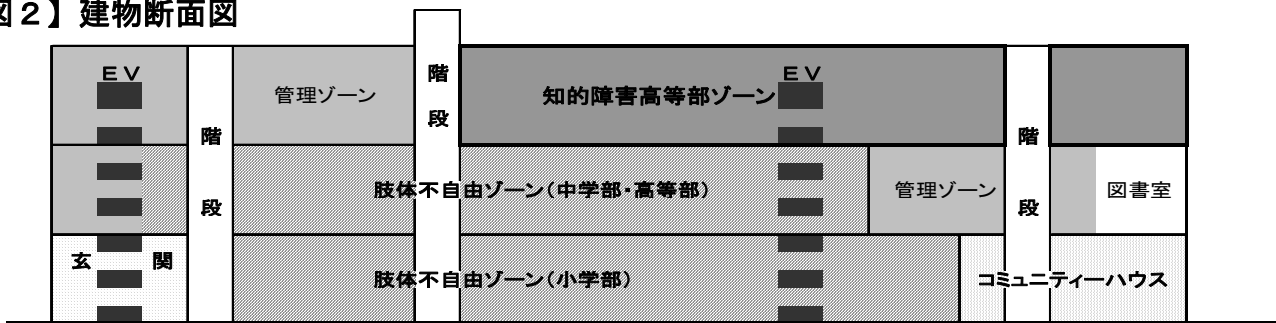 図２】建物断面図
ＥＶ
階段
管理ゾーン
階段
知的障害高等部ゾーン
ＥＶ
階段
肢体不自由ゾーン（中学部・高等部）
管理ゾーン
図書室
玄関
肢体不自由ゾーン（小学部）
コミュニティーハウス